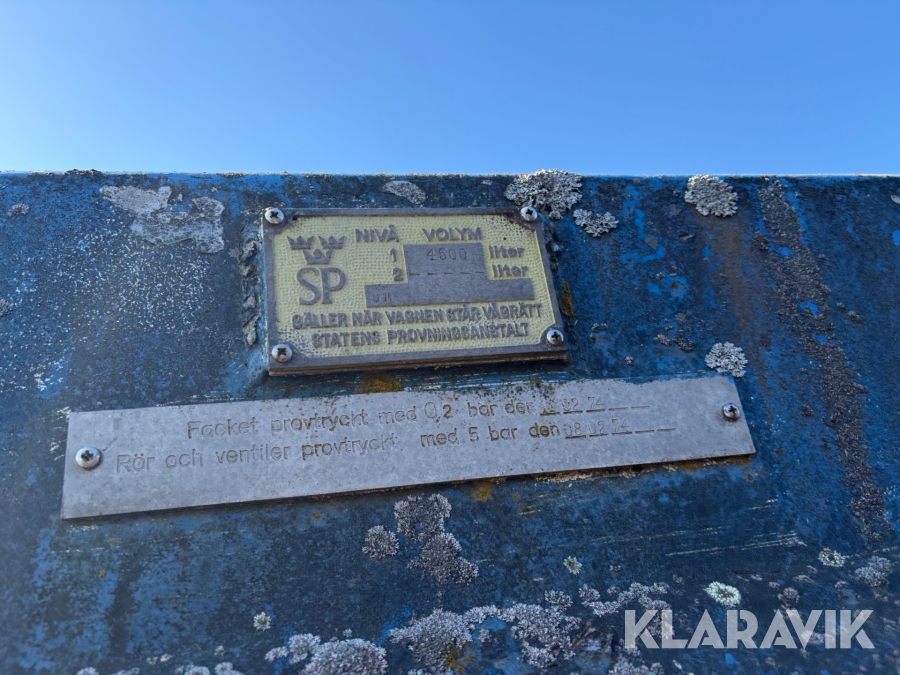 NIVÅ VOLYM
1 4600 liter
2 liter
SP
GÄLLER NÄR VAGNEN STÅR VÅGRÄTT
STATENS PROVNINGSANSTALT
Facket provtryckt med 0,2 bar den
Rör och ventiler provtryckt med 5 bar den
KLARAVIK